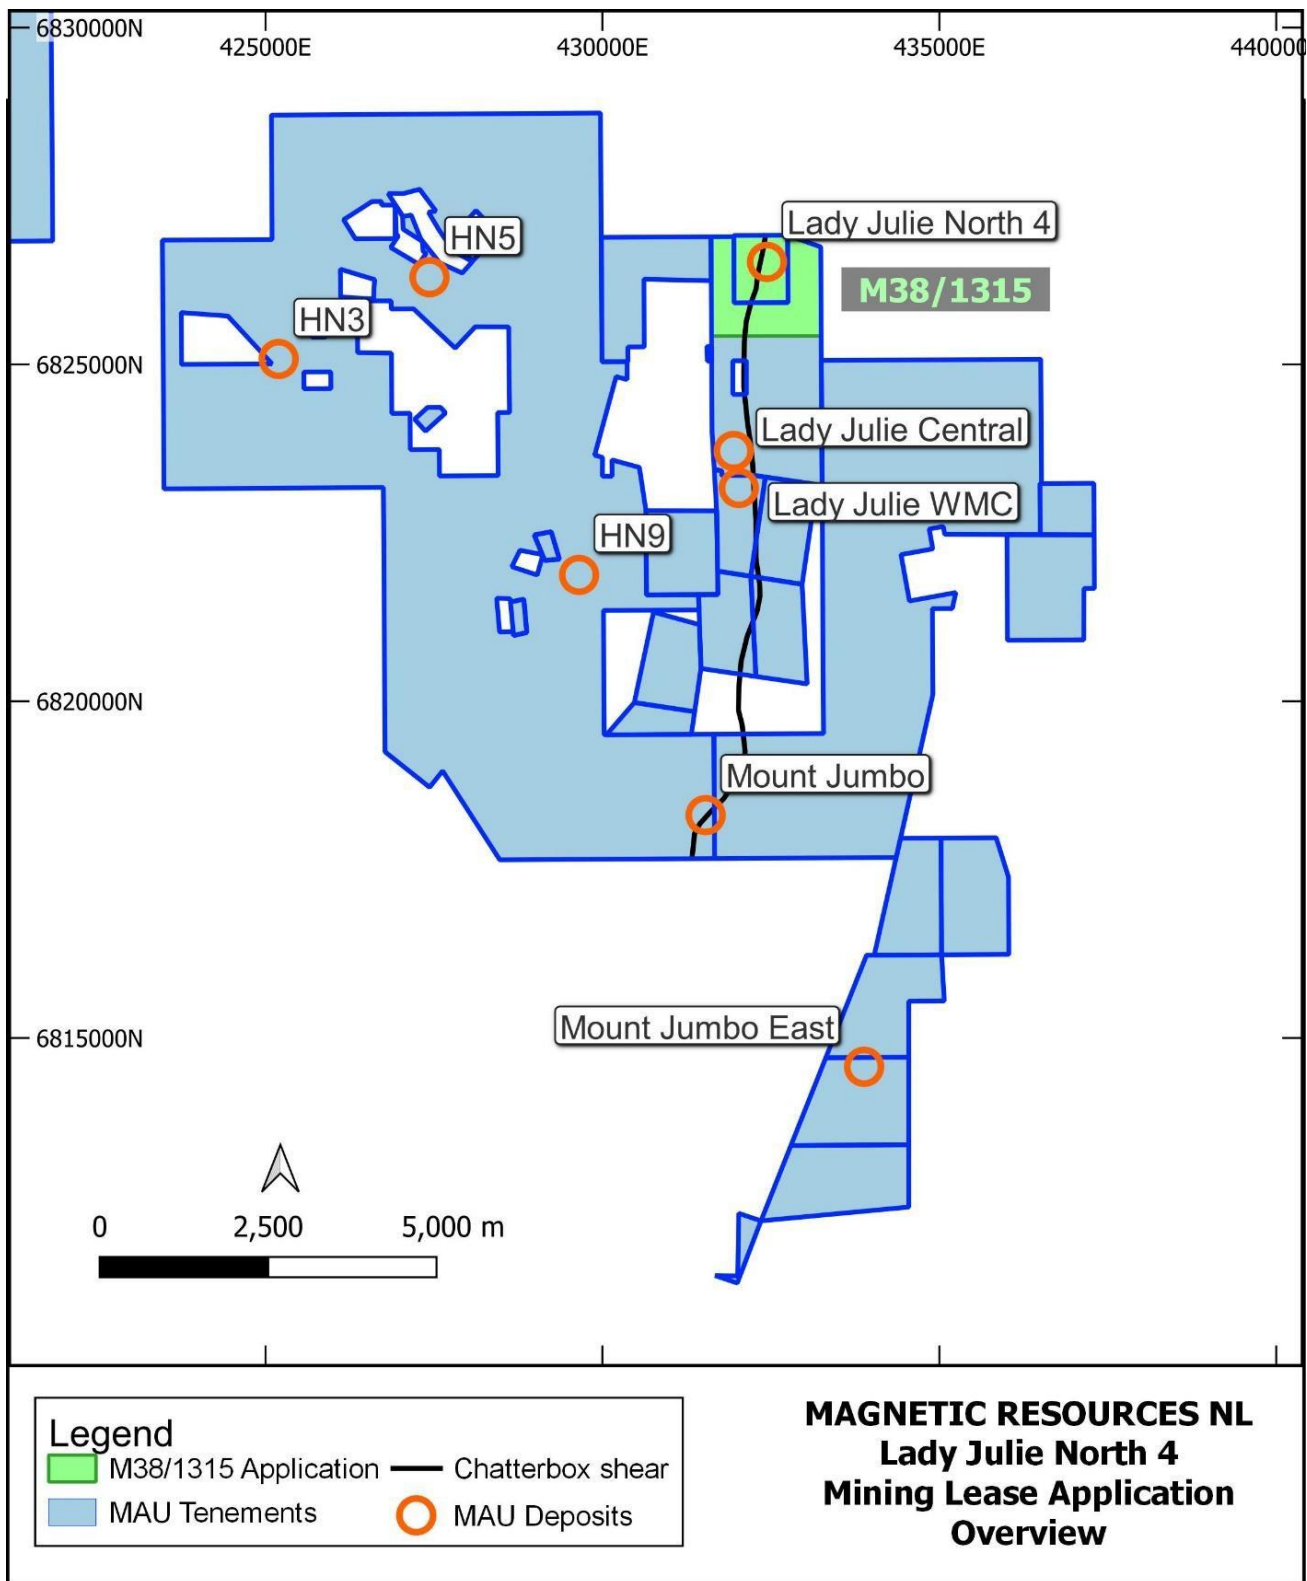 6830000N
425000E
430000E
435000E
440000
Lady Julie North 4
HN5
M38/1315
HN3
6825000N
Lady Julie Central
Lady Julie WMC
HN9
6820000N
Mount Jumbo
Mount Jumbo East
6815000N
0 2,500 5,000 m
Legend
M38/1315 Application
Chatterbox shear
MAU Tenements
MAU Deposits
MAGNETIC RESOURCES NL
Lady Julie North 4
Mining Lease Application
Overview